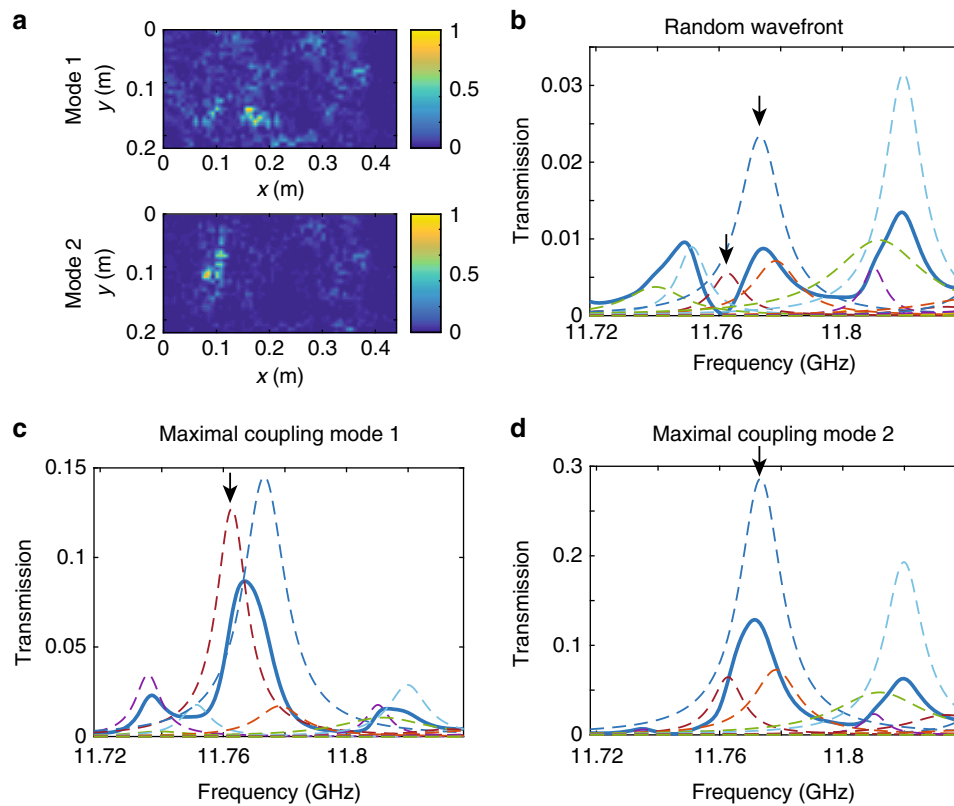 a
Mode 1
y (m)
0
0.1
0.2
0 0.1 0.2 0.3 0.4
x (m)
1
0.5
0
Mode 2
y (m)
0
0.1
0.2
0 0.1 0.2 0.3 0.4
x (m)
1
0.5
0
b
Random wavefront
Transmission
0.03
0.02
0.01
0
11.72 11.76 11.8
Frequency (GHz)
c
Maximal coupling mode 1
Transmission
0.15
0.1
0.05
0
11.72 11.76 11.8
Frequency (GHz)
d
Maximal coupling mode 2
Transmission
0.3
0.2
0.1
0
11.72 11.76 11.8
Frequency (GHz)